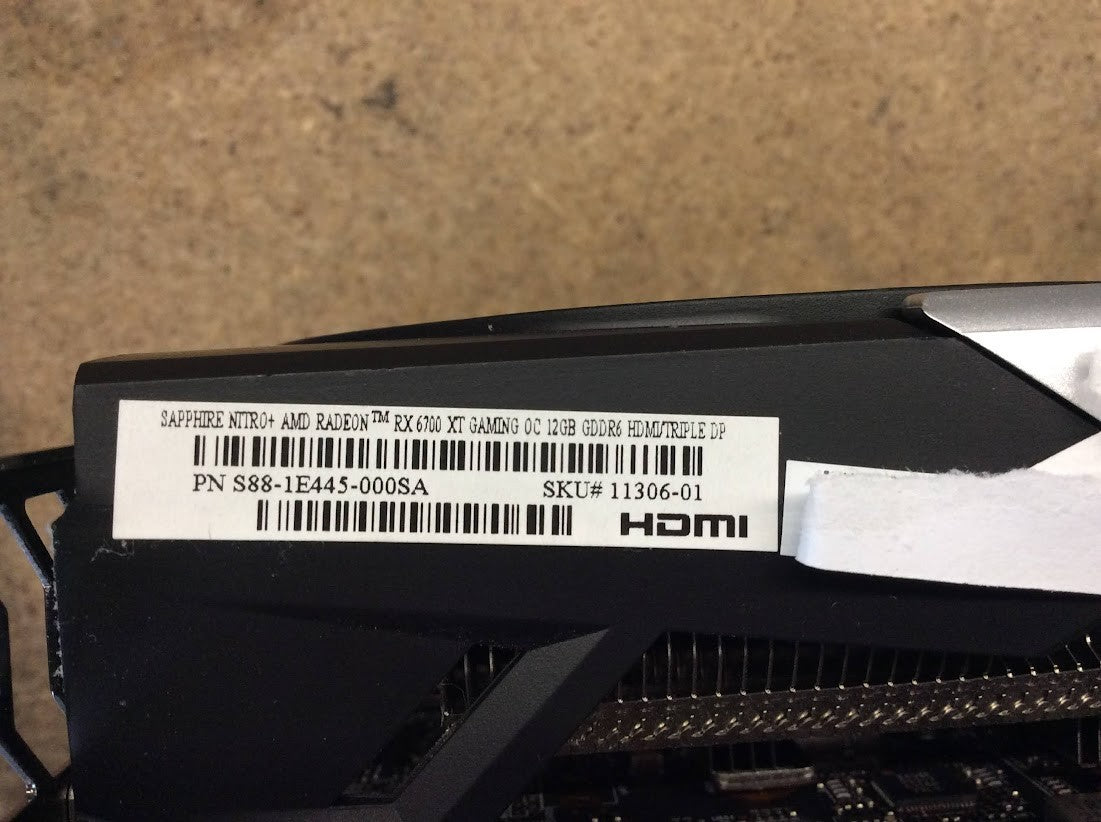 SAPPHIRE NITRO+ AMD RADEON™ RX 6700 XT GAMING OC 12GB GDDR6 HDMI/TRIPLE DP
PN S88-1E445-000SA SKU# 11306-01
HDMI